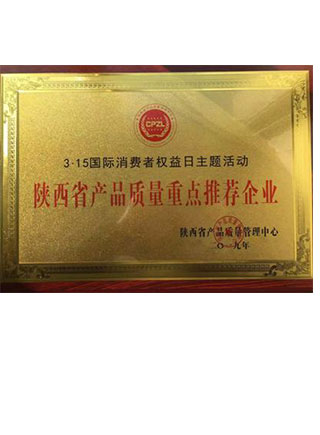 CPZL
3·15国际消费者权益日主题活动
陕西省产品质量重点推荐企业
陕西省产品质量管理中心
二〇一九年